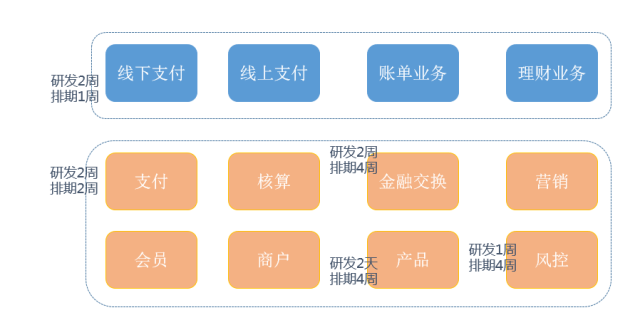 线下支付
线上支付
账单业务
理财业务
研发2周
排期1周
研发2周
排期2周
支付
核算
研发2周
排期4周
金融交换
营销
会员
商户
研发2天
排期4周
产品
研发1周
排期4周
风控